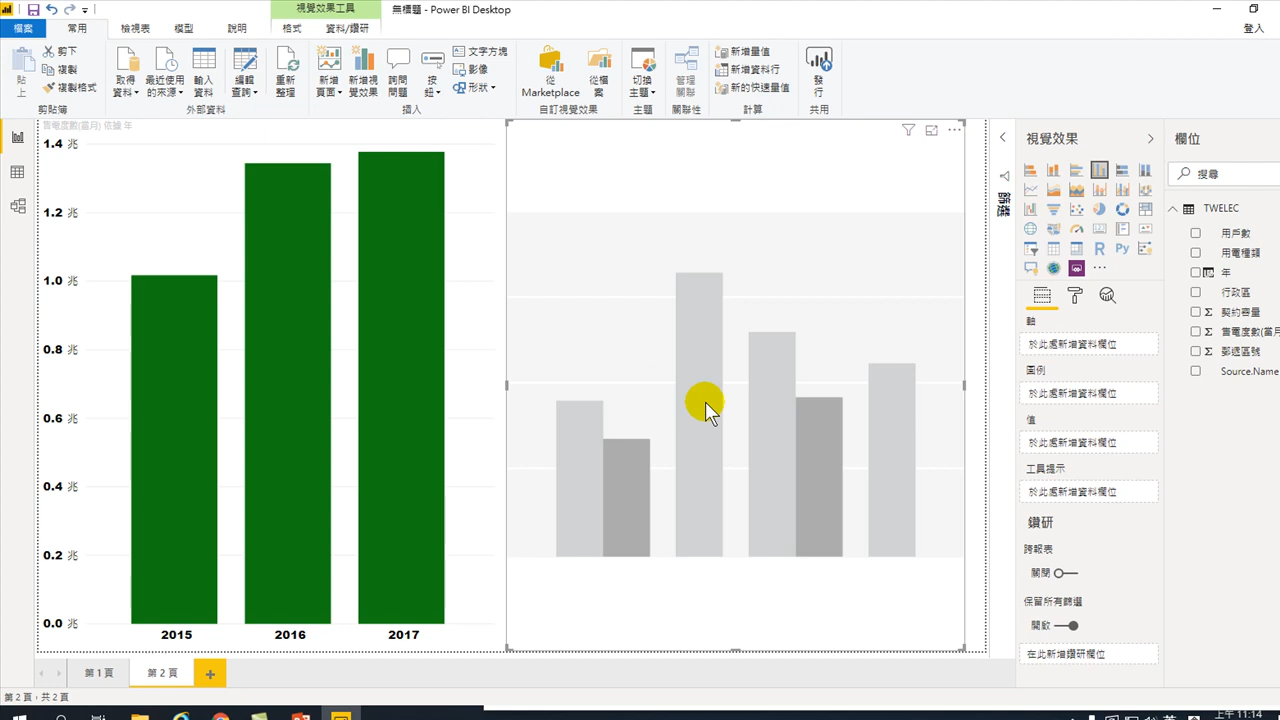 視覺效果工具
無標題 - Power BI Desktop
檔案
常用
檢視表
模型
說明
格式
資料/鑽研
登入
貼上
剪下
複製
複製格式
剪貼簿
取得資料
最近使用的來源
輸入資料
編輯查詢
重新整理
外部資料
新增頁面
新增視覺效果
跨問問題
按鈕
文字方塊
影像
形狀
插入
從 Marketplace
從檔案
自訂視覺效果
切換主題
主題
管理關聯
關聯性
新增量值
新增資料行
新的快速量值
計算
發行
共用
售電度數(當月) 依據 年
1.4 兆
1.2 兆
1.0 兆
0.8 兆
0.6 兆
0.4 兆
0.2 兆
0.0 兆
2015
2016
2017
篩選
視覺效果
R
Py
軸
於此處新增資料欄位
圖例
於此處新增資料欄位
值
於此處新增資料欄位
工具提示
於此處新增資料欄位
鑽研
跨報表
關閉
保留所有篩選
開啟
在此新增鑽研欄位
欄位
搜尋
TWELEC
用戶數
用電種類
年
行政區
契約容量
售電度數(當月
郵遞區號
Source.Name
第 1 頁
第 2 頁
第 2 頁，共 2 頁
上午 11:14